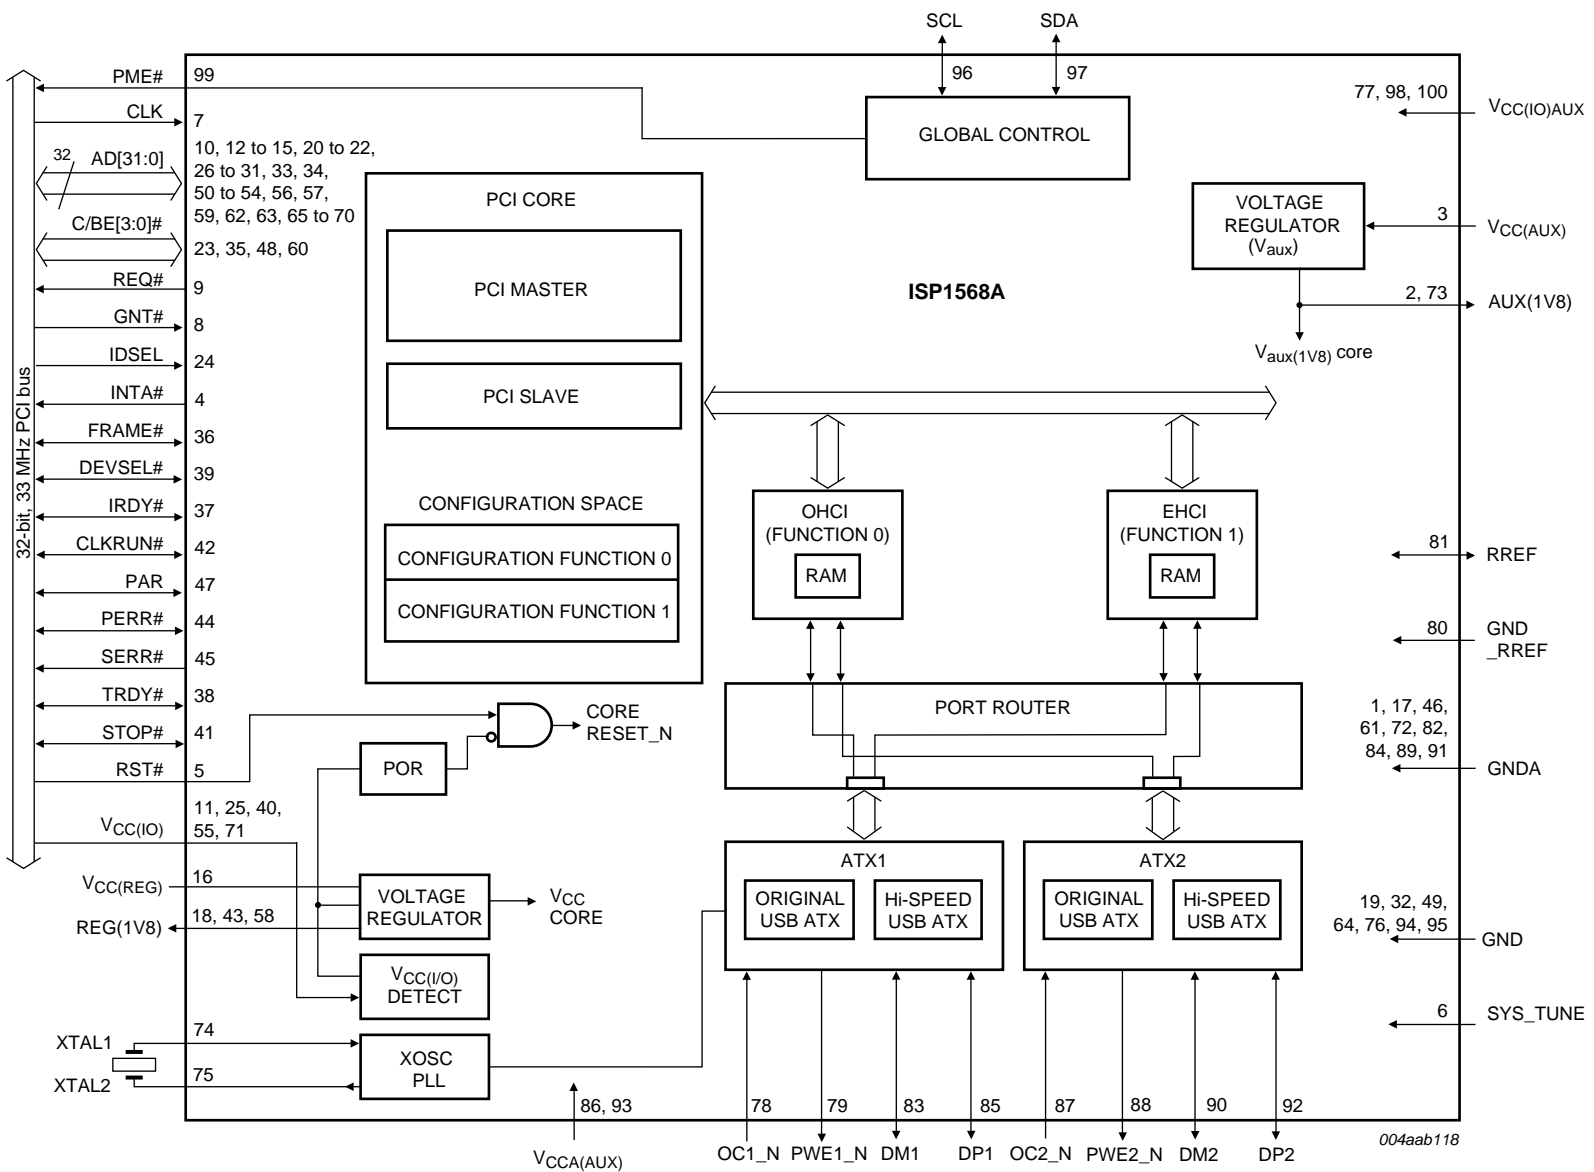 SCL
SDA
96
97
PME#
99
CLK
7
32
AD[31:0]
10, 12 to 15, 20 to 22,
26 to 31, 33, 34,
50 to 54, 56, 57,
59, 62, 63, 65 to 70
C/BE[3:0]#
23, 35, 48, 60
REQ#
9
GNT#
8
IDSEL
24
INTA#
4
FRAME#
36
DEVSEL#
39
IRDY#
37
CLKRUN#
42
PAR
47
PERR#
44
SERR#
45
TRDY#
38
STOP#
41
RST#
5
VCC(IO)
11, 25, 40,
55, 71
VCC(REG)
16
REG(1V8)
18, 43, 58
XTAL1
74
XTAL2
75
32-bit, 33 MHz PCI bus
GLOBAL CONTROL
PCI CORE
PCI MASTER
PCI SLAVE
CONFIGURATION SPACE
CONFIGURATION FUNCTION 0
CONFIGURATION FUNCTION 1
ISP1568A
77, 98, 100
VCC(IO)AUX
VOLTAGE
REGULATOR
(Vaux)
3
VCC(AUX)
2, 73
AUX(1V8)
Vaux(1V8) core
OHCI
(FUNCTION 0)
RAM
EHCI
(FUNCTION 1)
RAM
81
RREF
80
GND
_RREF
PORT ROUTER
1, 17, 46,
61, 72, 82,
84, 89, 91
GNDA
CORE
RESET_N
POR
VOLTAGE
REGULATOR
VCC
CORE
VCC(I/O)
DETECT
XOSC
PLL
ATX1
ORIGINAL
USB ATX
Hi-SPEED
USB ATX
ATX2
ORIGINAL
USB ATX
Hi-SPEED
USB ATX
19, 32, 49,
64, 76, 94, 95
GND
6
SYS_TUNE
86, 93
VCCA(AUX)
78
79
83
85
87
88
90
92
OC1_N
PWE1_N
DM1
DP1
OC2_N
PWE2_N
DM2
DP2
004aab118